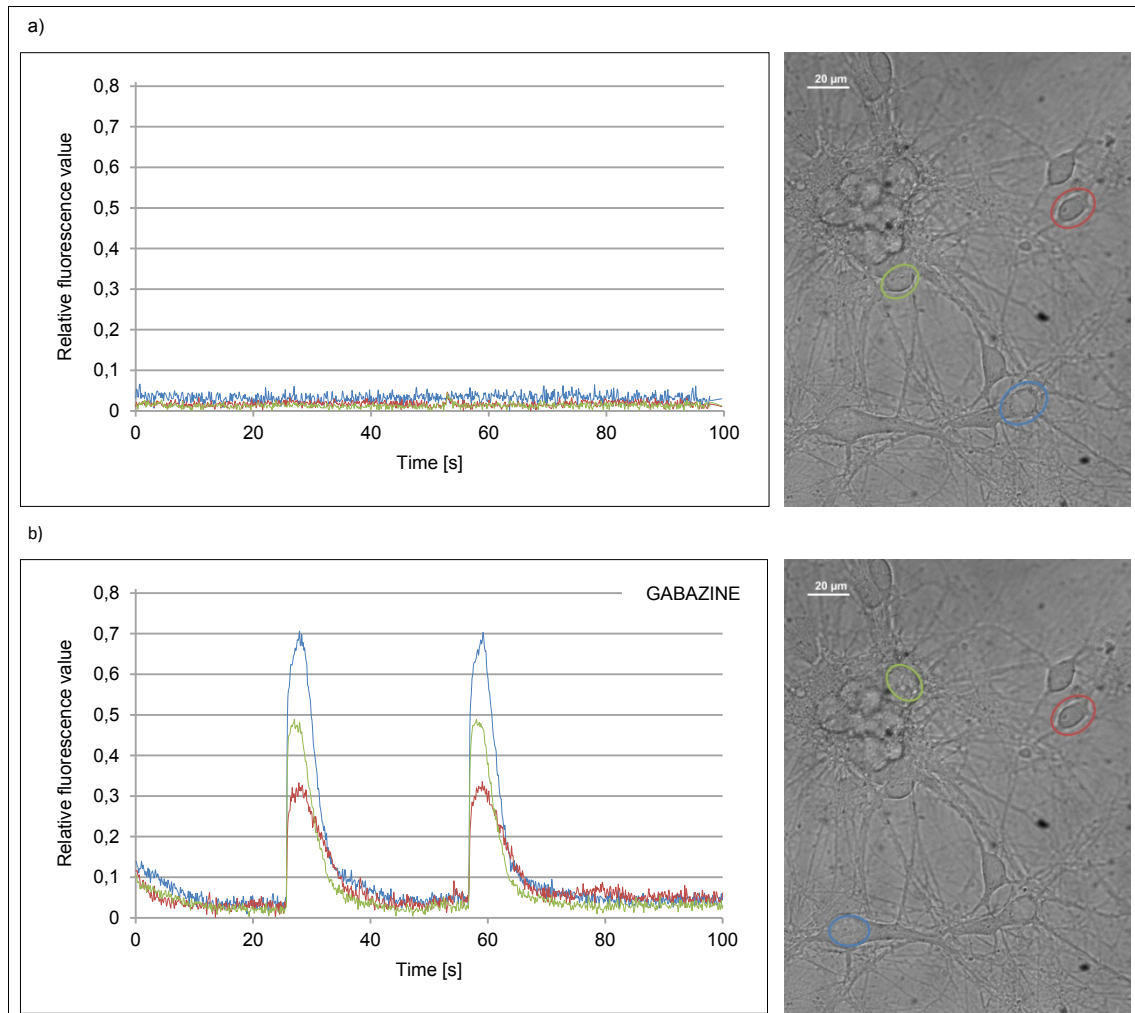 a)
0,8
0,7
0,6
0,5
0,4
0,3
0,2
0,1
0
Relative fluorescence value
0 20 40 60 80 100
Time [s]
20 µm
b)
GABAZINE
0,8
0,7
0,6
0,5
0,4
0,3
0,2
0,1
0
Relative fluorescence value
0 20 40 60 80 100
Time [s]
20 µm